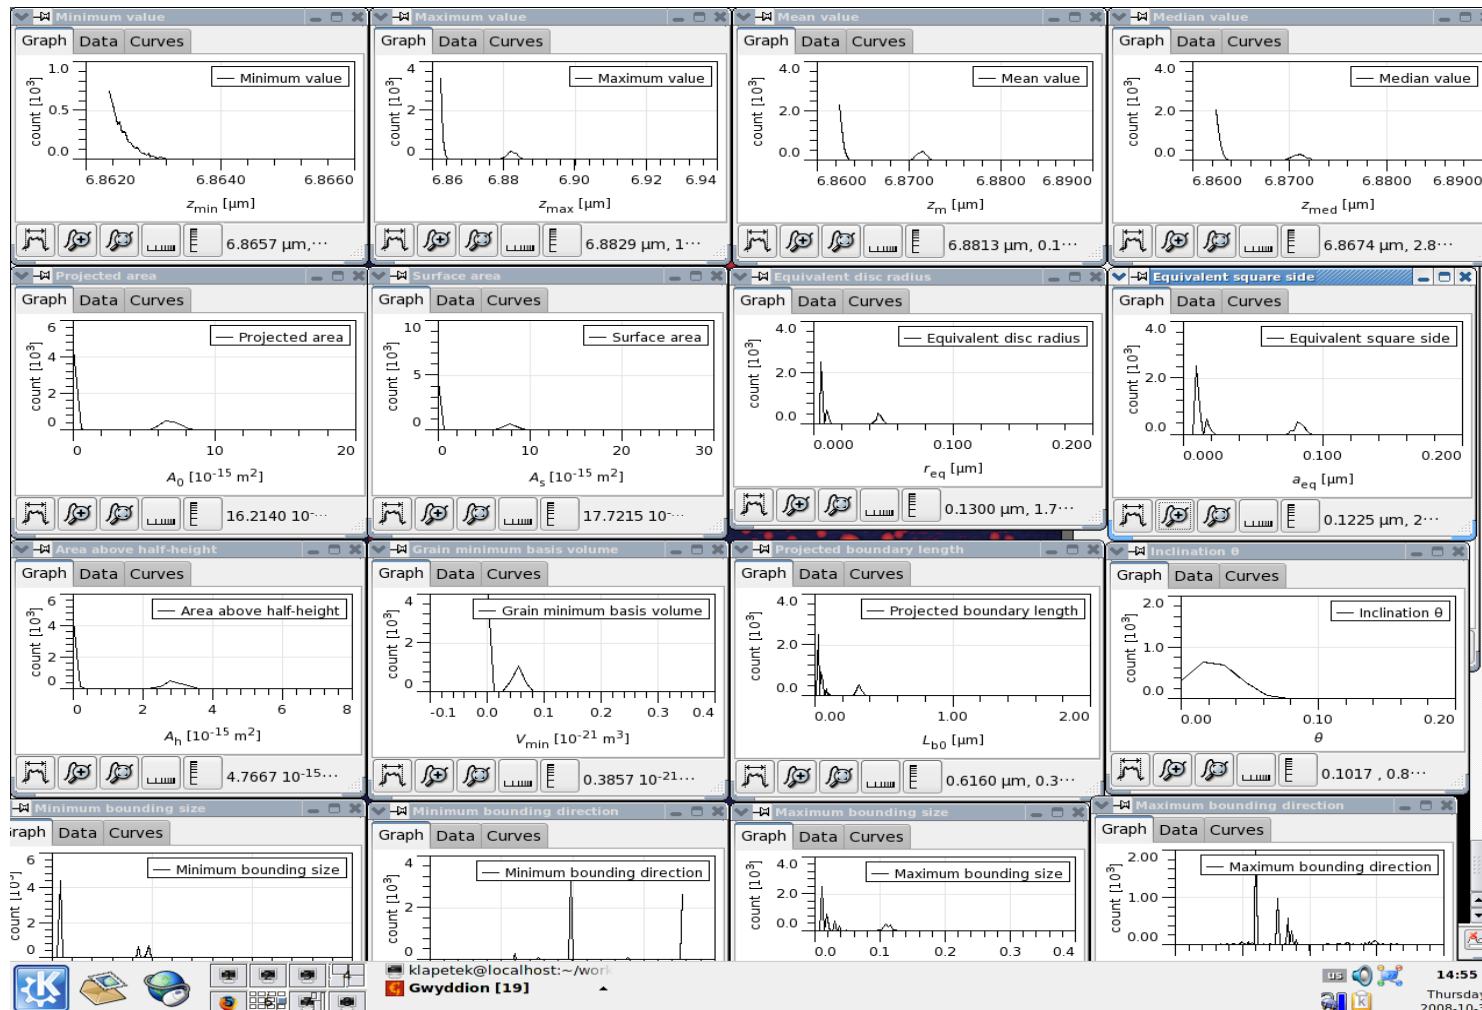 Minimum value
Graph Data Curves
count [10³]
1.0
0.5
0.0
Minimum value
6.8620 6.8640 6.8660
zmin [µm]
6.8657 µm,···
Maximum value
Graph Data Curves
count [10³]
4
2
0
Maximum value
6.86 6.88 6.90 6.92 6.94
zmax [µm]
6.8829 µm, 1···
Mean value
Graph Data Curves
count [10³]
4.0
2.0
0.0
Mean value
6.8600 6.8700 6.8800 6.8900
zm [µm]
6.8813 µm, 0.1···
Median value
Graph Data Curves
count [10³]
4.0
2.0
0.0
Median value
6.8600 6.8700 6.8800 6.8900
zmed [µm]
6.8674 µm, 2.8···
Projected area
Graph Data Curves
count [10³]
6
4
2
0
Projected area
0 10 20
A0 [10⁻¹⁵ m²]
16.2140 10⁻···
Surface area
Graph Data Curves
count [10³]
10
5
0
Surface area
0 10 20 30
As [10⁻¹⁵ m²]
17.7215 10⁻···
Equivalent disc radius
Graph Data Curves
count [10³]
4.0
2.0
0.0
Equivalent disc radius
0.000 0.100 0.200
req [µm]
0.1300 µm, 1.7···
Equivalent square side
Graph Data Curves
count [10³]
4.0
2.0
0.0
Equivalent square side
0.000 0.100 0.200
aeq [µm]
0.1225 µm, 2···
Area above half-height
Graph Data Curves
count [10³]
6
4
2
0
Area above half-height
0 2 4 6 8
Ah [10⁻¹⁵ m²]
4.7667 10⁻¹⁵···
Grain minimum basis volume
Graph Data Curves
count [10³]
4
2
0
Grain minimum basis volume
-0.1 0.0 0.1 0.2 0.3 0.4
Vmin [10⁻²¹ m³]
0.3857 10⁻²¹···
Projected boundary length
Graph Data Curves
count [10³]
4.0
2.0
0.0
Projected boundary length
0.00 1.00 2.00
Lb0 [µm]
0.6160 µm, 0.3···
Inclination θ
Graph Data Curves
count [10³]
2.0
1.0
0.0
Inclination θ
0.00 0.10 0.20
θ
0.1017 , 0.8···
Minimum bounding size
Graph Data Curves
count [10³]
6
4
2
0
Minimum bounding size
Minimum bounding direction
Graph Data Curves
count [10³]
4
2
0
Minimum bounding direction
Maximum bounding size
Graph Data Curves
count [10³]
4.0
2.0
0.0
Maximum bounding size
0.0 0.1 0.2 0.3 0.4
Maximum bounding direction
Graph Data Curves
count [10³]
2.00
1.00
0.00
Maximum bounding direction
klapetek@localhost:~/work
Gwyddion [19]
4
us
14:55
Thursday
2008-10-